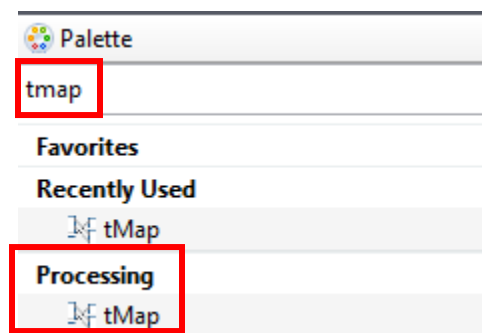 Palette
tmap
Favorites
Recently Used
tMap
Processing
tMap